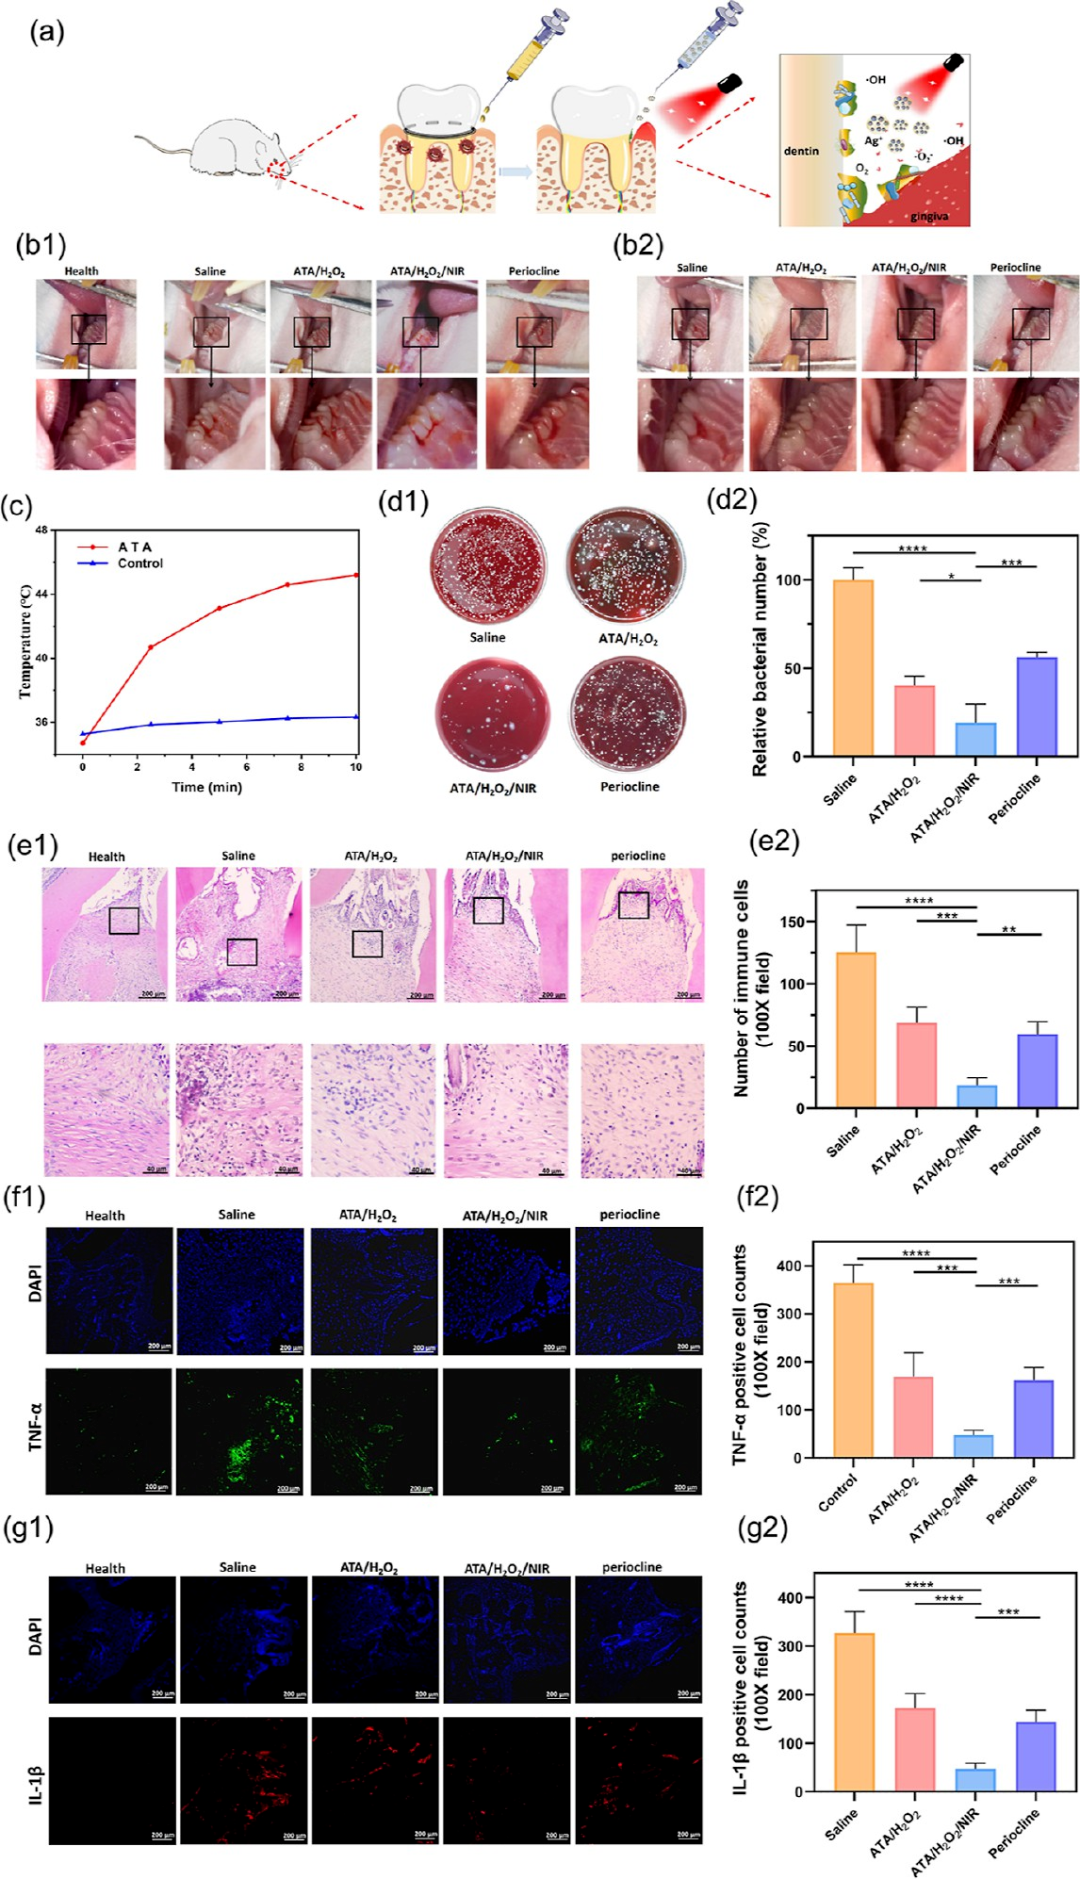 (a)
dentin
·OH
Ag⁺
·OH
O₂
·O₂⁻
gingiva
(b1)
Health
Saline
ATA/H₂O₂
ATA/H₂O₂/NIR
Periocline
(b2)
Saline
ATA/H₂O₂
ATA/H₂O₂/NIR
Periocline
(c)
Temperature (°C)
48
44
40
36
A T A
Control
0 2 4 6 8 10
Time (min)
(d1)
Saline
ATA/H₂O₂
ATA/H₂O₂/NIR
Periocline
(d2)
Relative bacterial number (%)
100
50
0
****
***
*
Saline
ATA/H₂O₂
ATA/H₂O₂/NIR
Periocline
(e1)
Health
Saline
ATA/H₂O₂
ATA/H₂O₂/NIR
periocline
200 μm
200 μm
200 μm
200 μm
200 μm
40 μm
40 μm
40 μm
40 μm
40 μm
(e2)
Number of immune cells
(100X field)
150
100
50
0
****
***
**
Saline
ATA/H₂O₂
ATA/H₂O₂/NIR
Periocline
(f1)
Health
Saline
ATA/H₂O₂
ATA/H₂O₂/NIR
periocline
DAPI
200 μm
200 μm
200 μm
200 μm
200 μm
TNF-α
200 μm
200 μm
200 μm
200 μm
200 μm
(f2)
TNF-α positive cell counts
(100X field)
400
300
200
100
0
****
***
***
Control
ATA/H₂O₂
ATA/H₂O₂/NIR
Periocline
(g1)
Health
Saline
ATA/H₂O₂
ATA/H₂O₂/NIR
periocline
DAPI
200 μm
200 μm
200 μm
200 μm
200 μm
IL-1β
200 μm
200 μm
200 μm
200 μm
200 μm
(g2)
IL-1β positive cell counts
(100X field)
400
300
200
100
0
****
****
***
Saline
ATA/H₂O₂
ATA/H₂O₂/NIR
Periocline